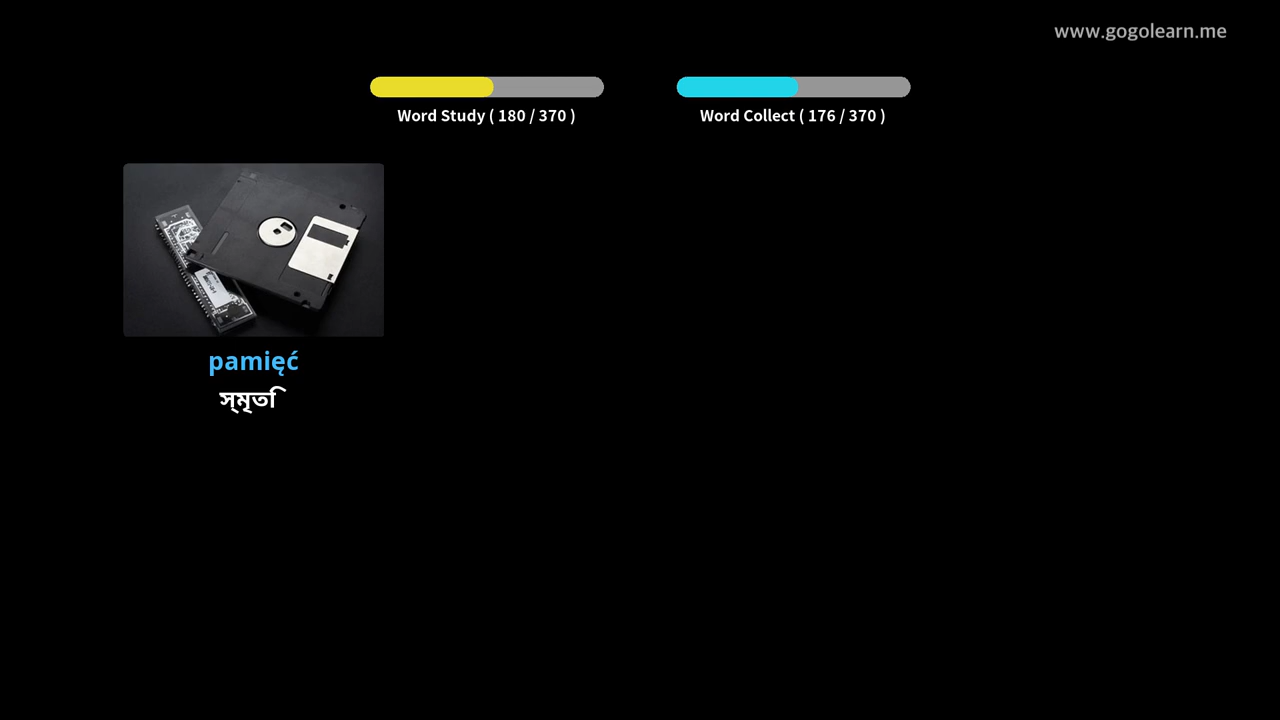 www.gogolearn.me
Word Study ( 180 / 370 )
Word Collect ( 176 / 370 )
pamięć
স্মৃতি